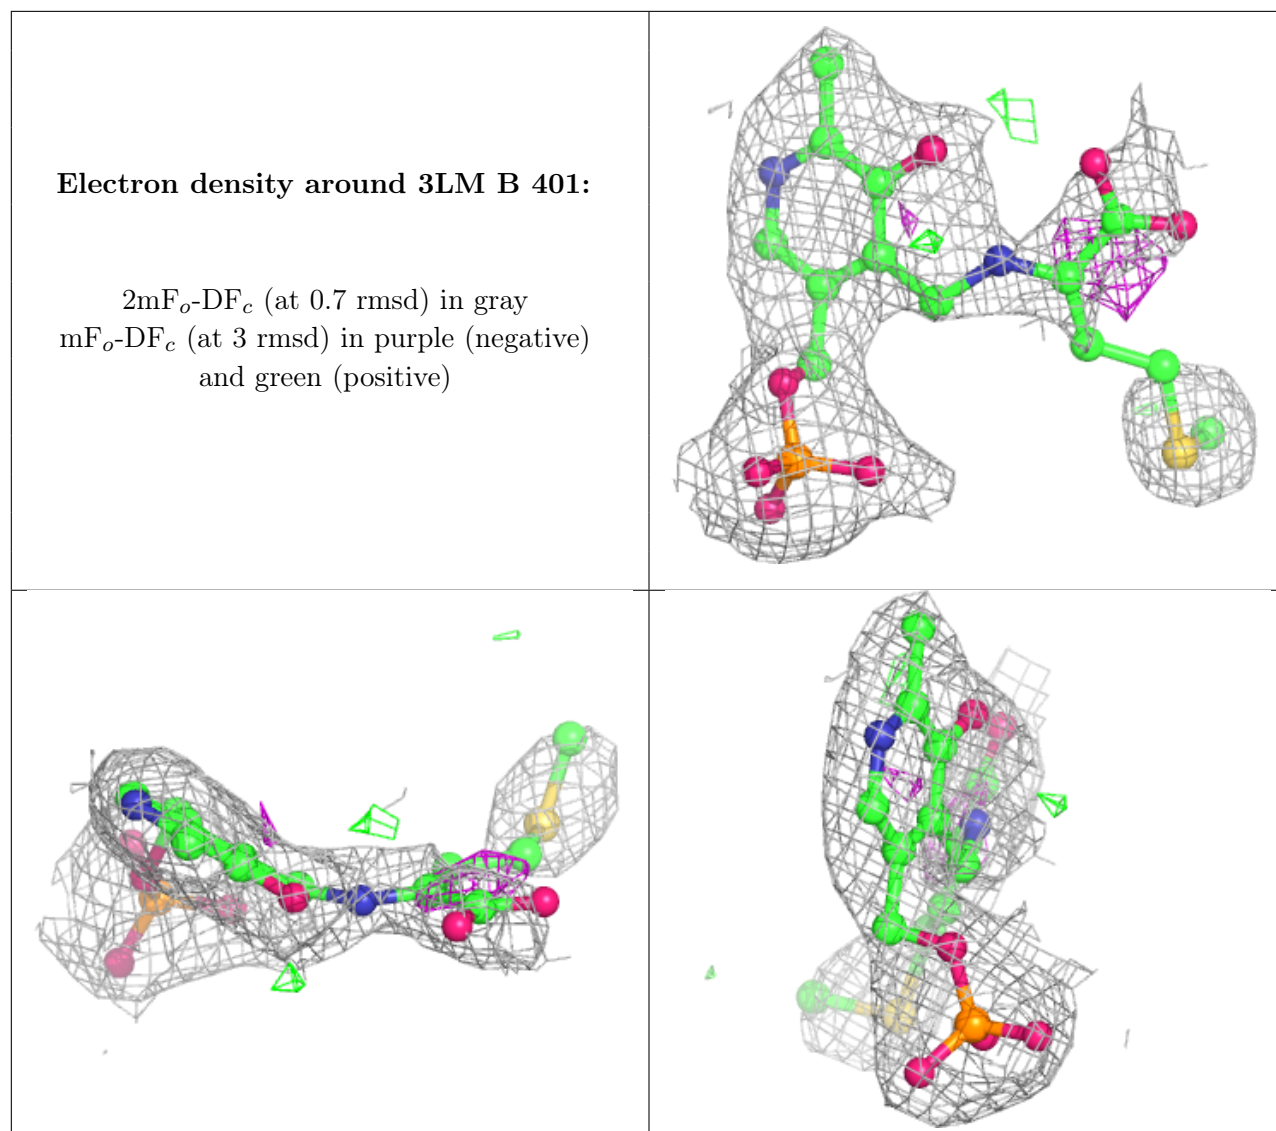 Electron density around 3LM B 401:
2mFo-DFc (at 0.7 rmsd) in gray
mFo-DFc (at 3 rmsd) in purple (negative)
and green (positive)